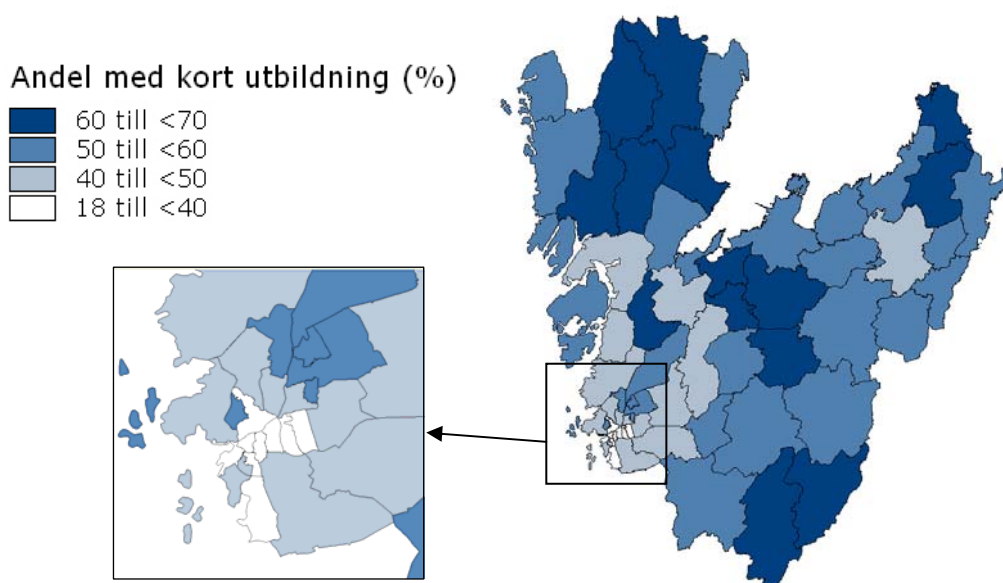 Andel med kort utbildning (%)
60 till <70
50 till <60
40 till <50
18 till <40